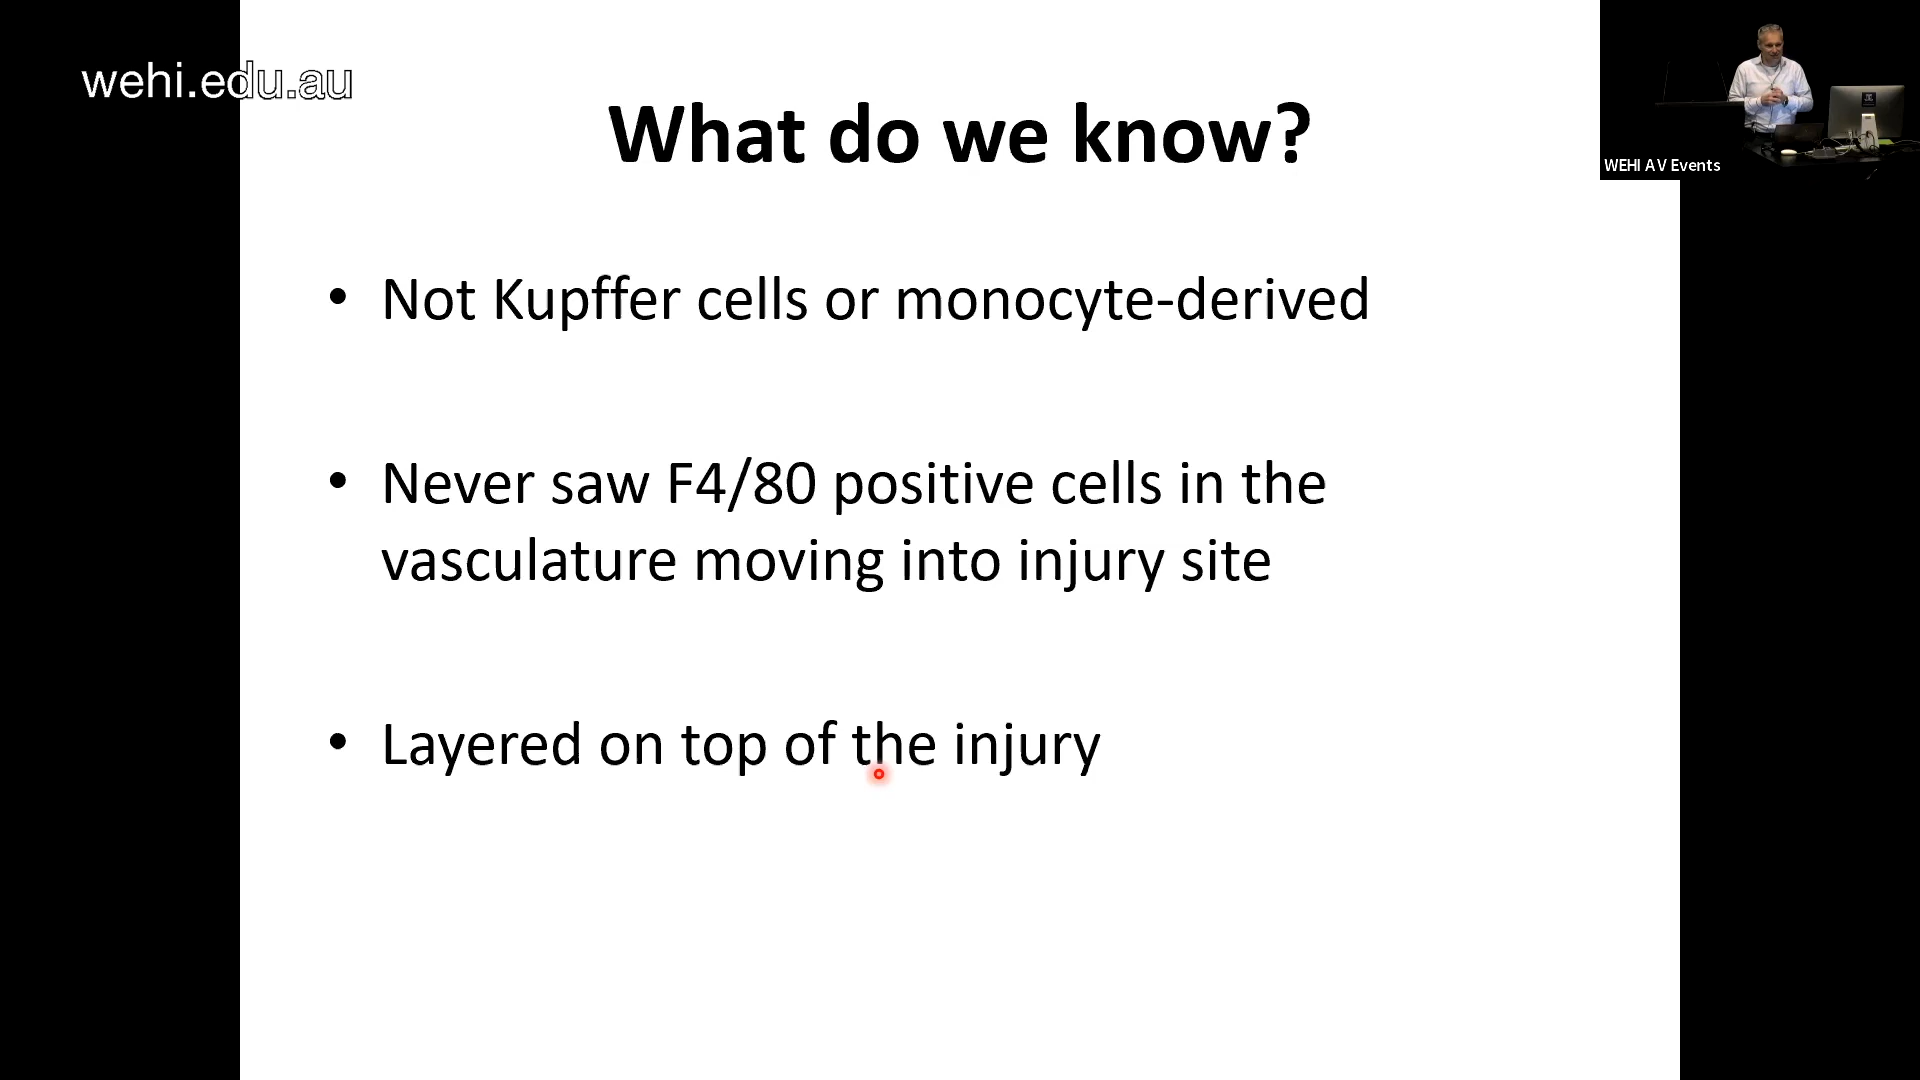 wehi.edu.au
WEHI AV Events
What do we know?
• Not Kupffer cells or monocyte-derived
• Never saw F4/80 positive cells in the
vasculature moving into injury site
• Layered on top of the injury